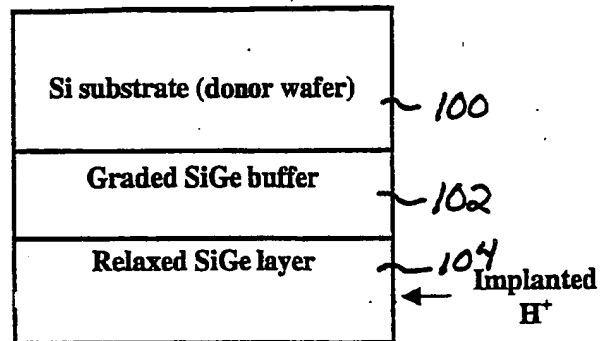 Si substrate (donor wafer)
100
Graded SiGe buffer
102
Relaxed SiGe layer
104
Implanted
H+